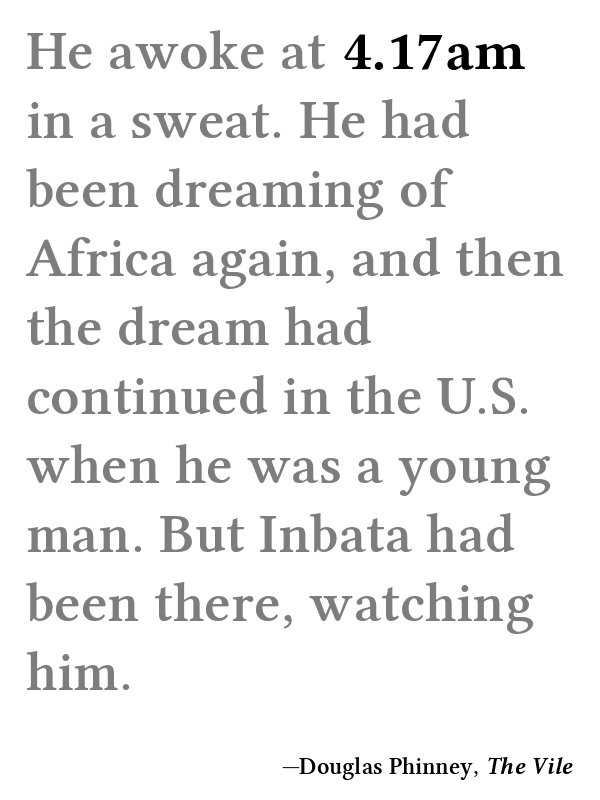 He awoke at 4.17am
in a sweat. He had
been dreaming of
Africa again, and then
the dream had
continued in the U.S.
when he was a young
man. But Inbata had
been there, watching
him.
—Douglas Phinney, The Vile